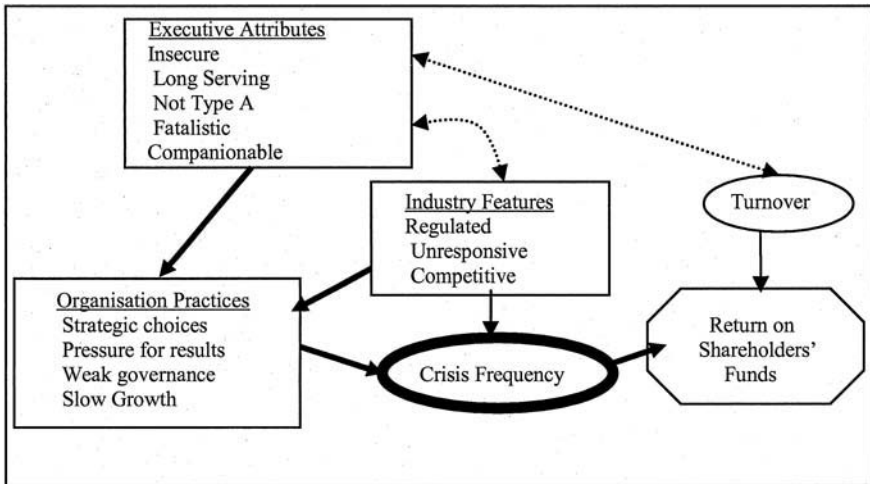 Executive Attributes
Insecure
Long Serving
Not Type A
Fatalistic
Companionable
Industry Features
Regulated
Unresponsive
Competitive
Turnover
Organisation Practices
Strategic choices
Pressure for results
Weak governance
Slow Growth
Crisis Frequency
Return on
Shareholders'
Funds